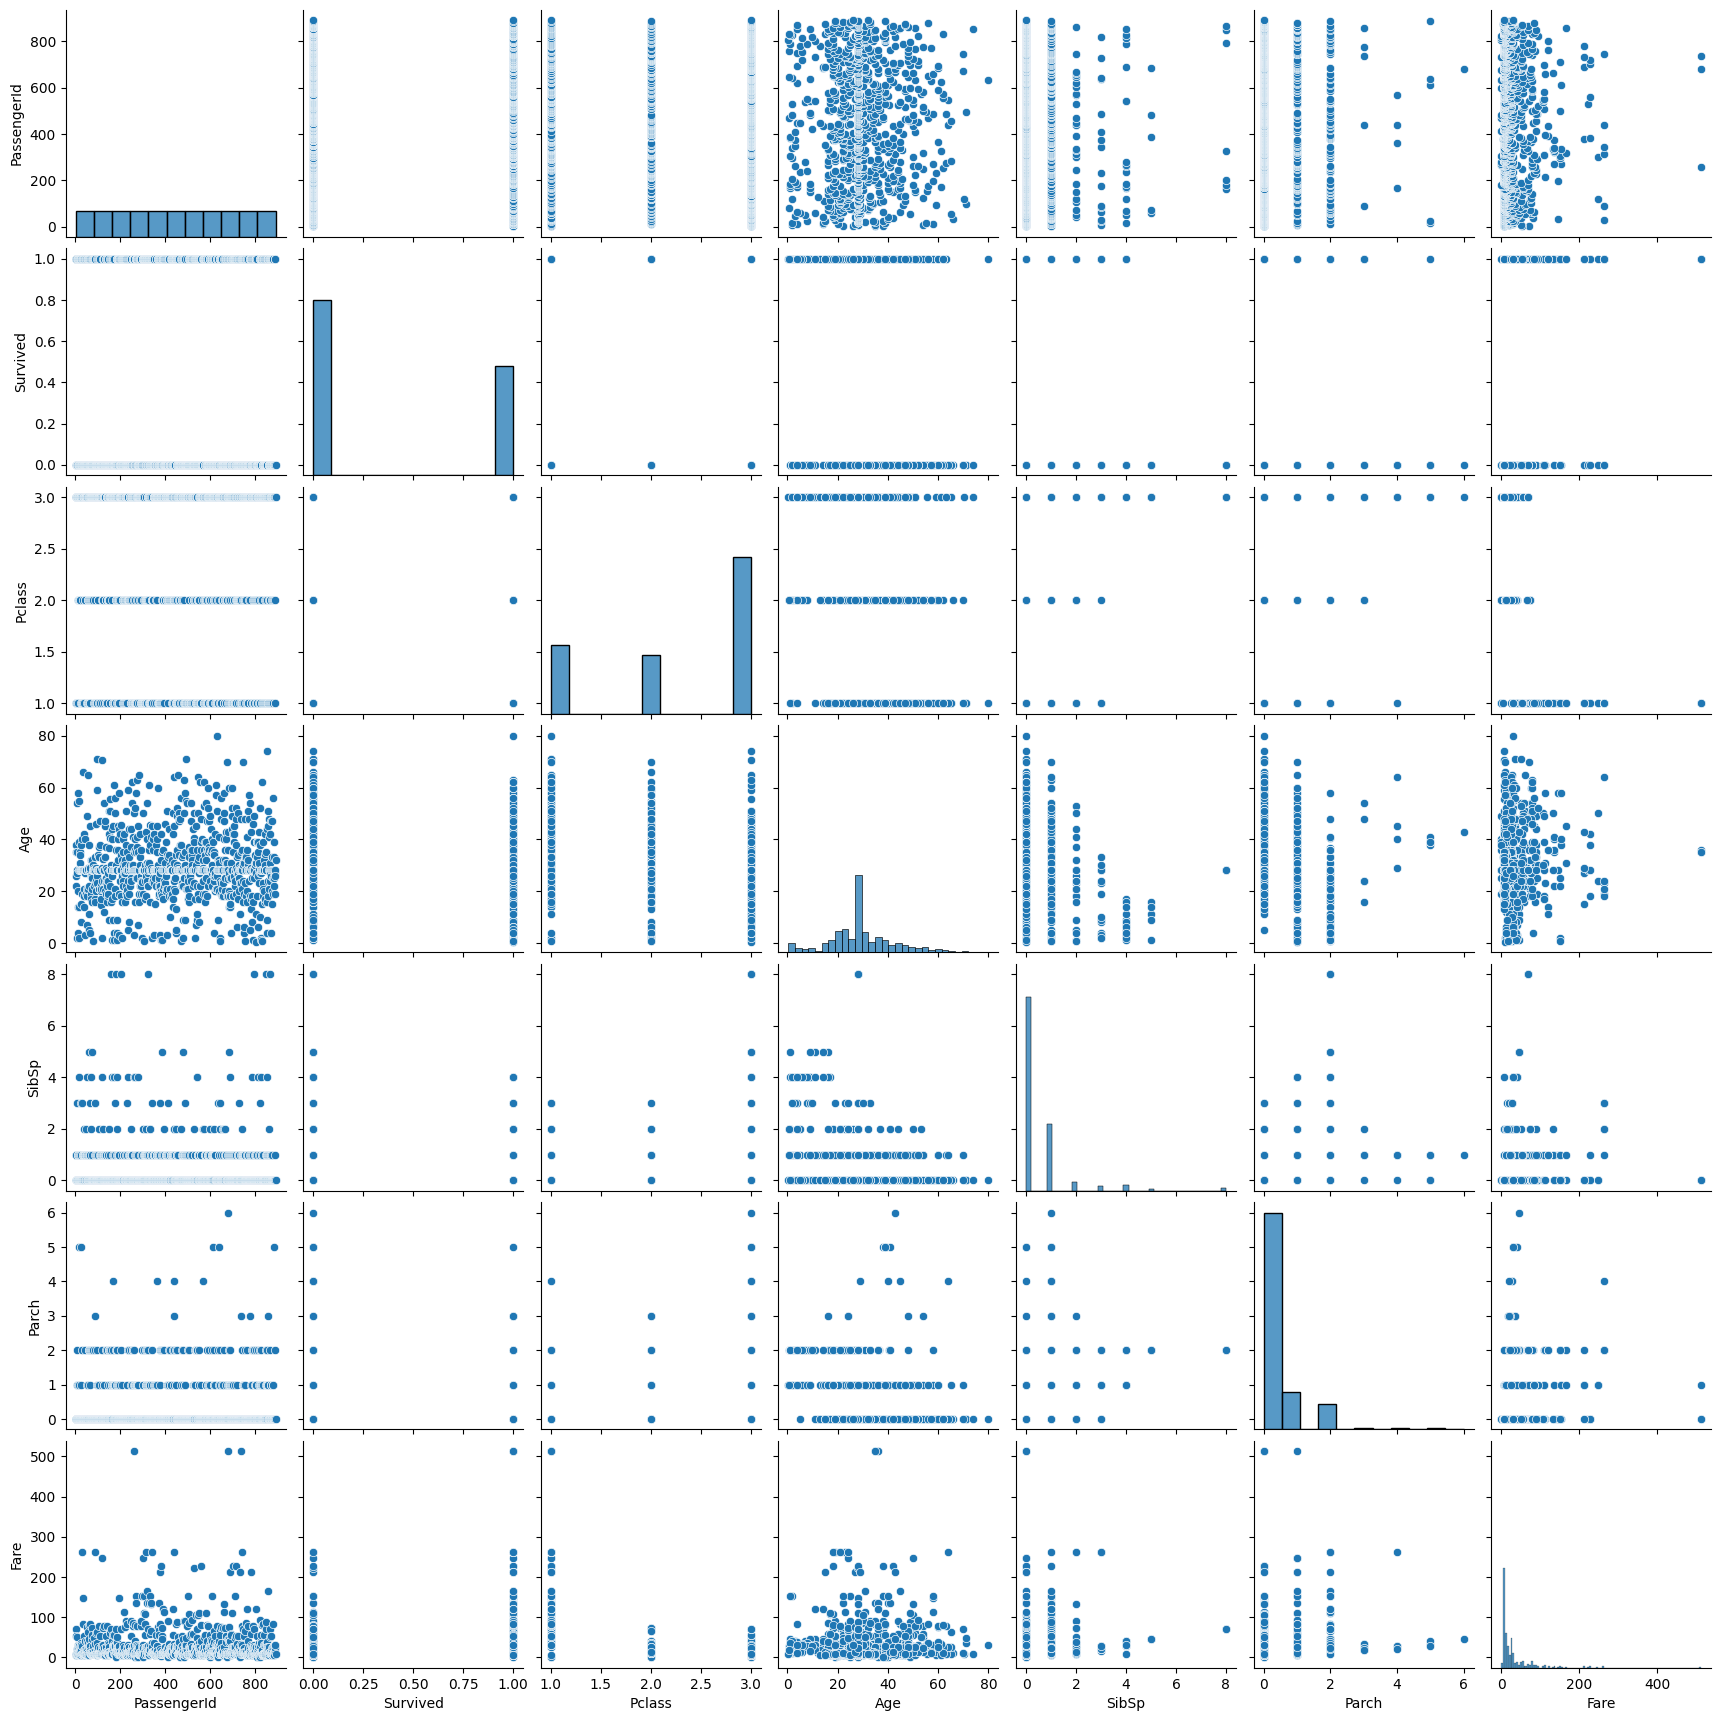 800
600
400
200
0
PassengerId
1.0
0.8
0.6
0.4
0.2
0.0
Survived
3.0
2.5
2.0
1.5
1.0
Pclass
80
60
40
20
0
Age
8
6
4
2
0
SibSp
6
5
4
3
2
1
0
Parch
500
400
300
200
100
0
Fare
0 200 400 600 800
0.00 0.25 0.50 0.75 1.00
1.0 1.5 2.0 2.5 3.0
0 20 40 60 80
0 2 4 6 8
0 2 4 6
0 200 400
PassengerId Survived Pclass Age SibSp Parch Fare